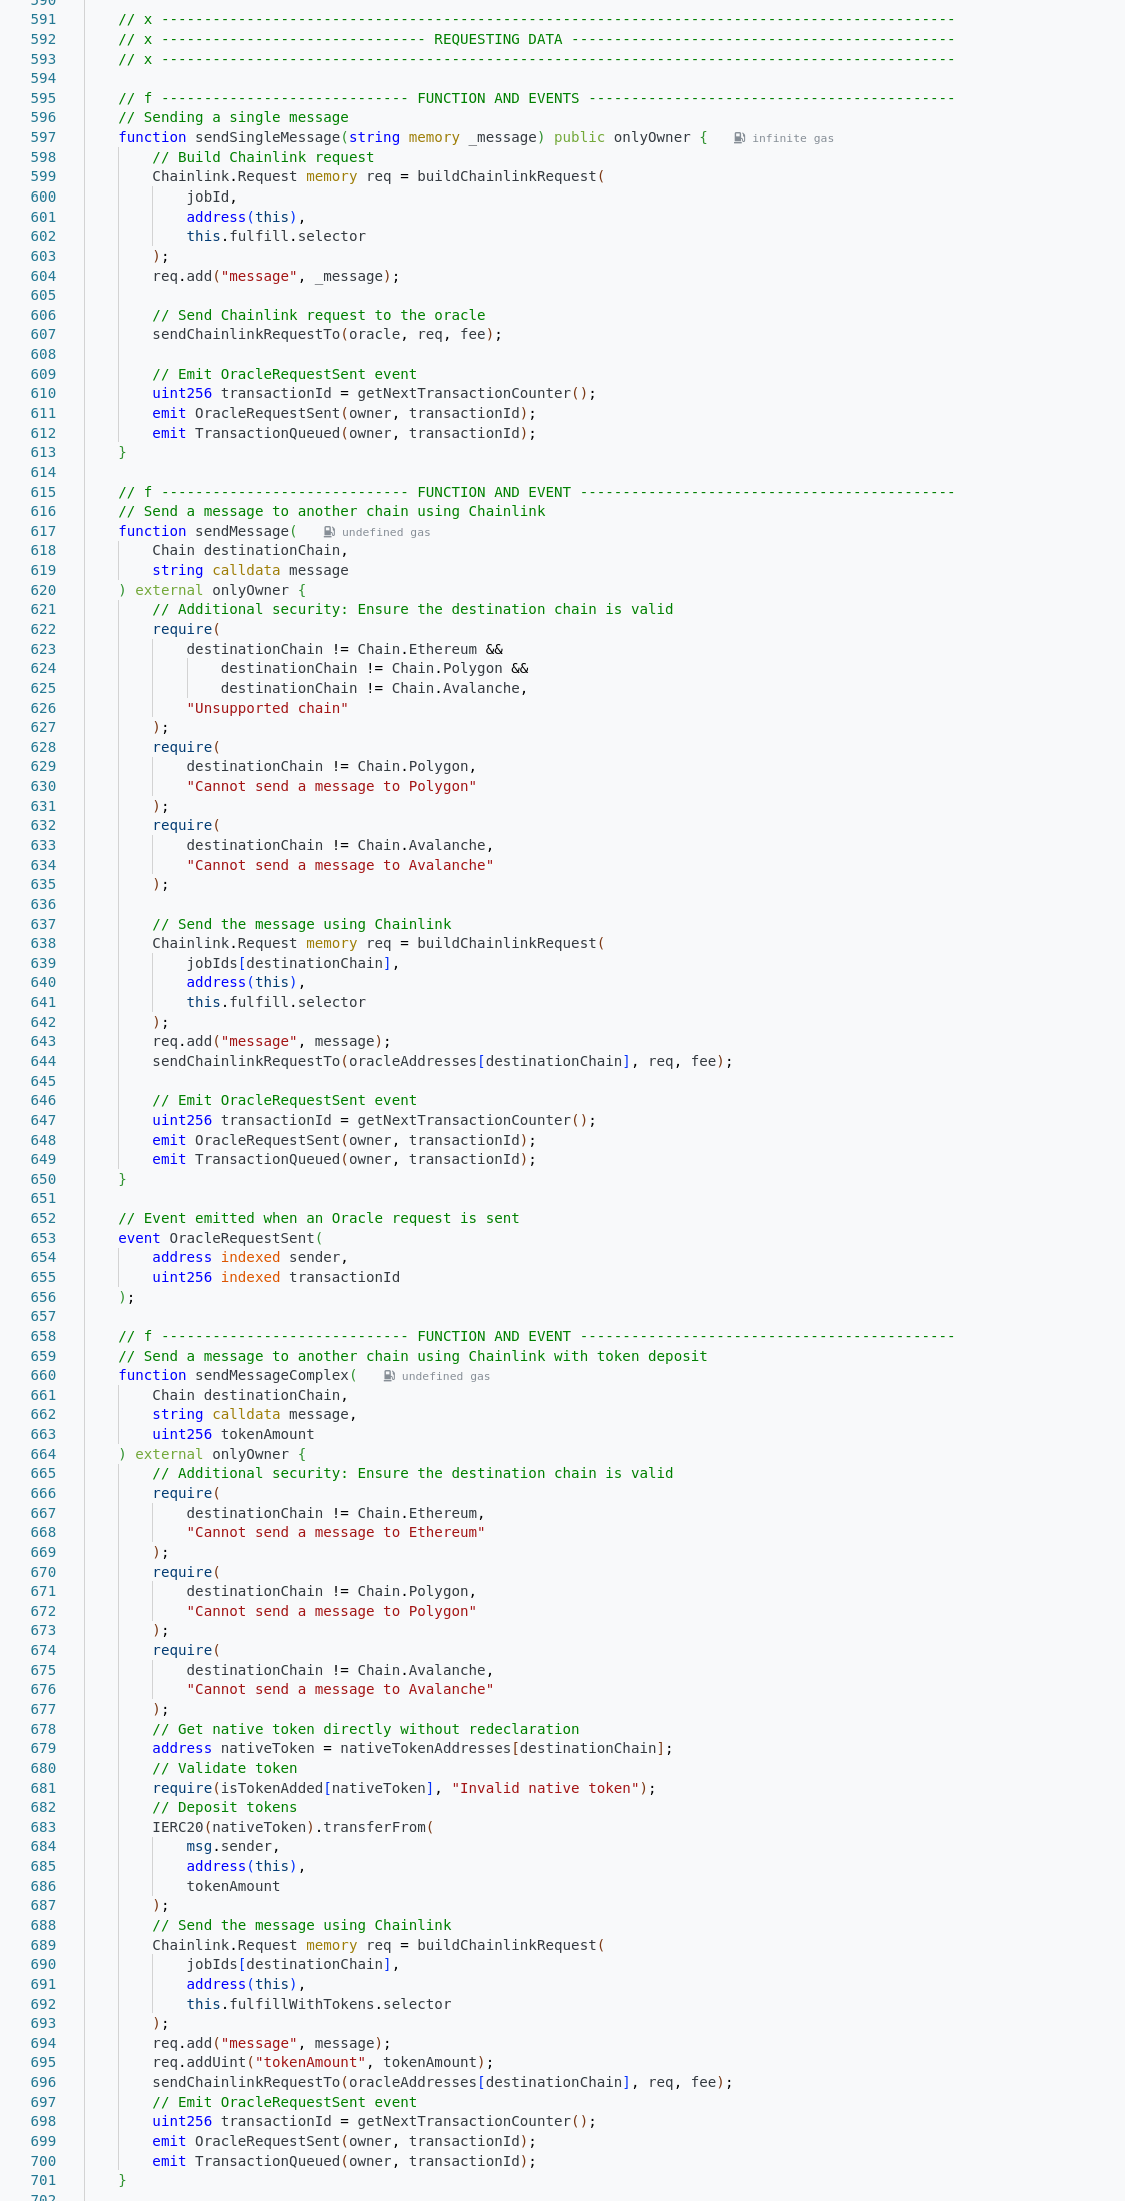 590
591 // x ---------------------------------------------------------------------------------------------
592 // x ------------------------------- REQUESTING DATA ---------------------------------------------
593 // x ---------------------------------------------------------------------------------------------
594
595 // f ----------------------------- FUNCTION AND EVENTS -------------------------------------------
596 // Sending a single message
597 function sendSingleMessage(string memory _message) public onlyOwner { infinite gas
598 // Build Chainlink request
599 Chainlink.Request memory req = buildChainlinkRequest(
600 jobId,
601 address(this),
602 this.fulfill.selector
603 );
604 req.add("message", _message);
605
606 // Send Chainlink request to the oracle
607 sendChainlinkRequestTo(oracle, req, fee);
608
609 // Emit OracleRequestSent event
610 uint256 transactionId = getNextTransactionCounter();
611 emit OracleRequestSent(owner, transactionId);
612 emit TransactionQueued(owner, transactionId);
613 }
614
615 // f ----------------------------- FUNCTION AND EVENT --------------------------------------------
616 // Send a message to another chain using Chainlink
617 function sendMessage( undefined gas
618 Chain destinationChain,
619 string calldata message
620 ) external onlyOwner {
621 // Additional security: Ensure the destination chain is valid
622 require(
623 destinationChain != Chain.Ethereum &&
624 destinationChain != Chain.Polygon &&
625 destinationChain != Chain.Avalanche,
626 "Unsupported chain"
627 );
628 require(
629 destinationChain != Chain.Polygon,
630 "Cannot send a message to Polygon"
631 );
632 require(
633 destinationChain != Chain.Avalanche,
634 "Cannot send a message to Avalanche"
635 );
636
637 // Send the message using Chainlink
638 Chainlink.Request memory req = buildChainlinkRequest(
639 jobIds[destinationChain],
640 address(this),
641 this.fulfill.selector
642 );
643 req.add("message", message);
644 sendChainlinkRequestTo(oracleAddresses[destinationChain], req, fee);
645
646 // Emit OracleRequestSent event
647 uint256 transactionId = getNextTransactionCounter();
648 emit OracleRequestSent(owner, transactionId);
649 emit TransactionQueued(owner, transactionId);
650 }
651
652 // Event emitted when an Oracle request is sent
653 event OracleRequestSent(
654 address indexed sender,
655 uint256 indexed transactionId
656 );
657
658 // f ----------------------------- FUNCTION AND EVENT --------------------------------------------
659 // Send a message to another chain using Chainlink with token deposit
660 function sendMessageComplex( undefined gas
661 Chain destinationChain,
662 string calldata message,
663 uint256 tokenAmount
664 ) external onlyOwner {
665 // Additional security: Ensure the destination chain is valid
666 require(
667 destinationChain != Chain.Ethereum,
668 "Cannot send a message to Ethereum"
669 );
670 require(
671 destinationChain != Chain.Polygon,
672 "Cannot send a message to Polygon"
673 );
674 require(
675 destinationChain != Chain.Avalanche,
676 "Cannot send a message to Avalanche"
677 );
678 // Get native token directly without redeclaration
679 address nativeToken = nativeTokenAddresses[destinationChain];
680 // Validate token
681 require(isTokenAdded[nativeToken], "Invalid native token");
682 // Deposit tokens
683 IERC20(nativeToken).transferFrom(
684 msg.sender,
685 address(this),
686 tokenAmount
687 );
688 // Send the message using Chainlink
689 Chainlink.Request memory req = buildChainlinkRequest(
690 jobIds[destinationChain],
691 address(this),
692 this.fulfillWithTokens.selector
693 );
694 req.add("message", message);
695 req.addUint("tokenAmount", tokenAmount);
696 sendChainlinkRequestTo(oracleAddresses[destinationChain], req, fee);
697 // Emit OracleRequestSent event
698 uint256 transactionId = getNextTransactionCounter();
699 emit OracleRequestSent(owner, transactionId);
700 emit TransactionQueued(owner, transactionId);
701 }
702